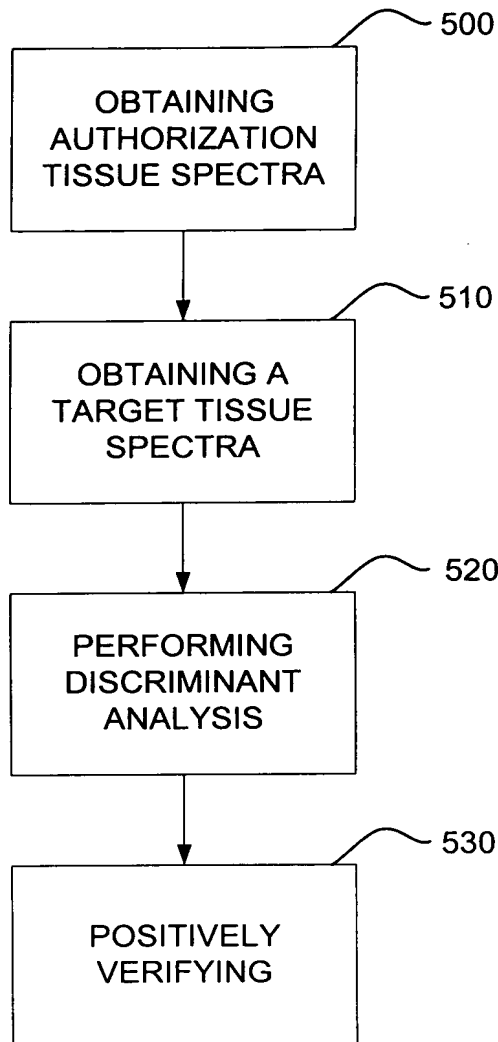 500
OBTAINING
AUTHORIZATION
TISSUE SPECTRA
510
OBTAINING A
TARGET TISSUE
SPECTRA
520
PERFORMING
DISCRIMINANT
ANALYSIS
530
POSITIVELY
VERIFYING